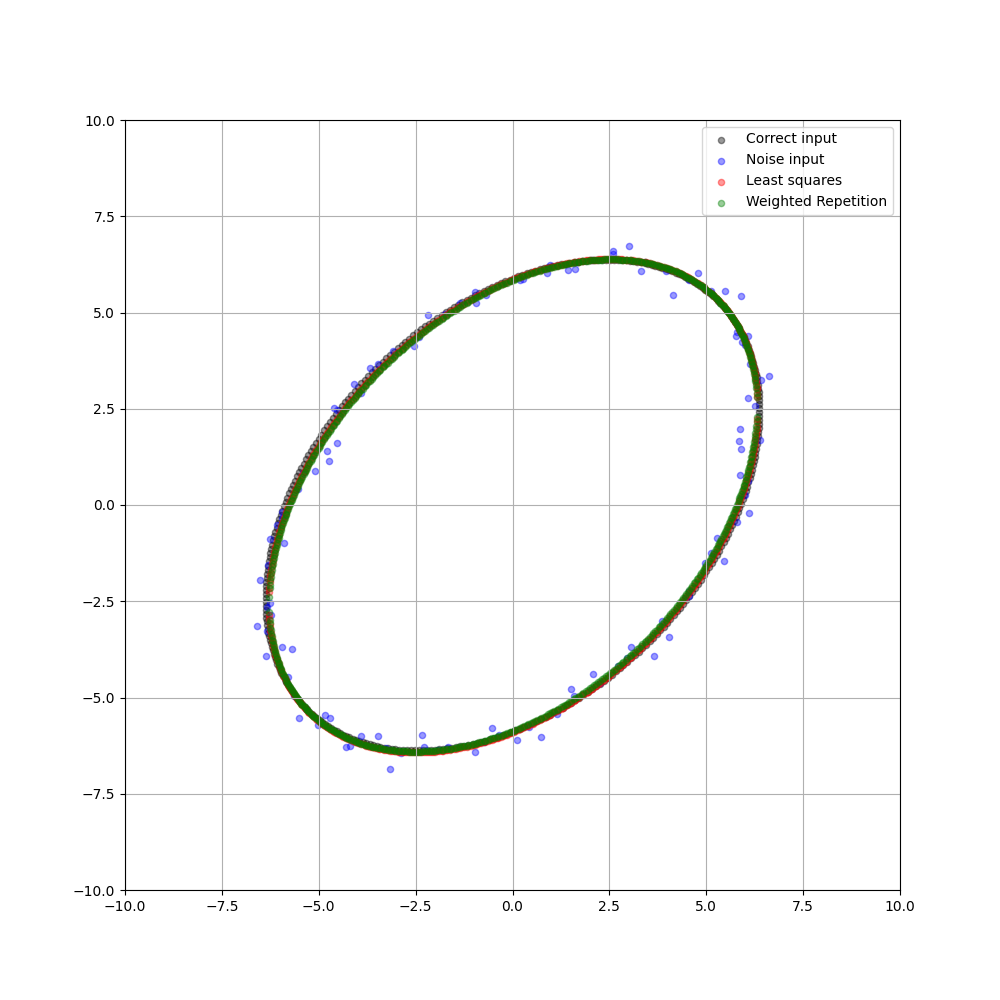 10.0
7.5
5.0
2.5
0.0
−2.5
−5.0
−7.5
−10.0
Correct input
Noise input
Least squares
Weighted Repetition
−10.0 −7.5 −5.0 −2.5 0.0 2.5 5.0 7.5 10.0